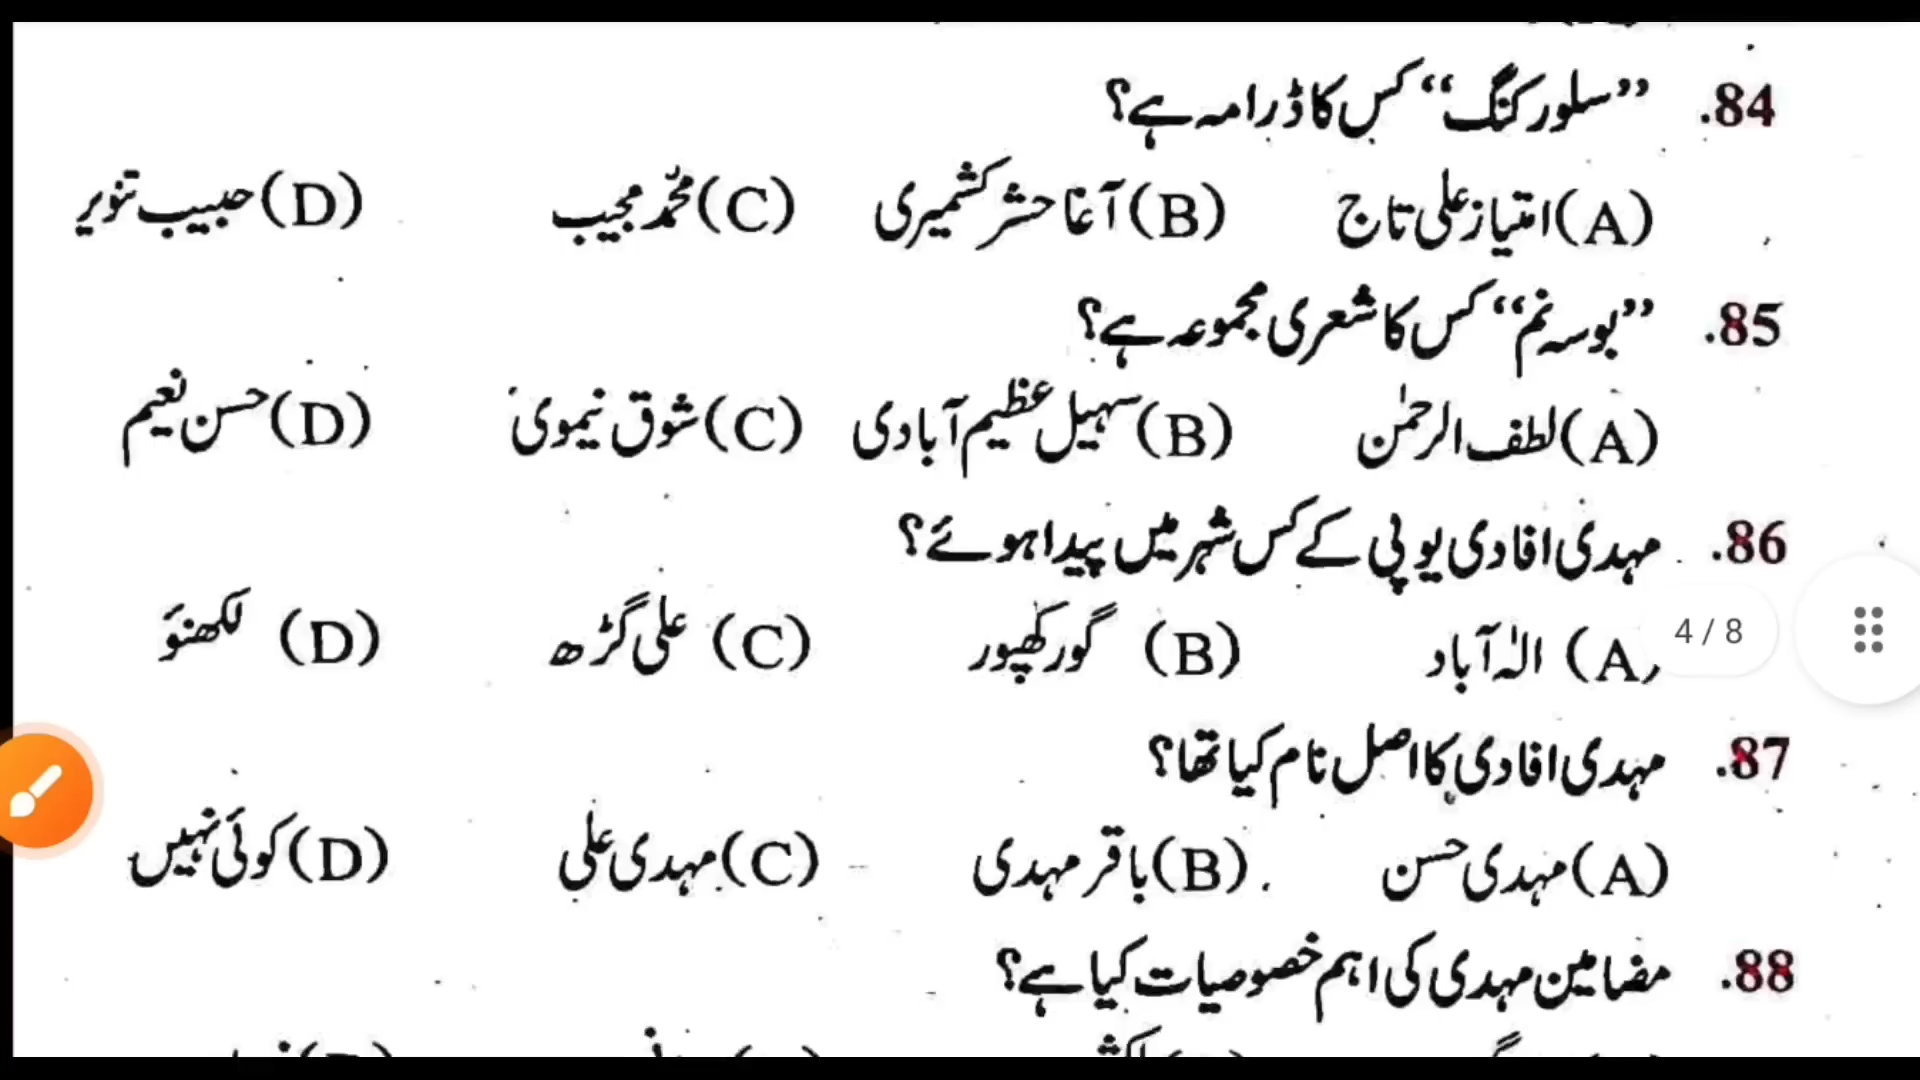 84. ”سلور کنگ“ کس کا ڈرامہ ہے؟
(A) امتیاز علی تاج (B) آغا حشر کشمیری (C) محمد مجیب (D) حبیب تنویر
85. ”بوسہ نم“ کس کا شعری مجموعہ ہے؟
(A) لطف الرحمٰن (B) سہیل عظیم آبادی (C) شوق نیموی (D) حسن نعیم
86. مہدی افادی یو پی کے کس شہر میں پیدا ہوئے؟
(A) الٰہ آباد (B) گورکھپور (C) علی گڑھ (D) لکھنؤ
4 / 8
87. مہدی افادی کا اصل نام کیا تھا؟
(A) مہدی حسن (B) باقر مہدی (C) مہدی علی (D) کوئی نہیں
88. مضامین مہدی کی اہم خصوصیات کیا ہے؟